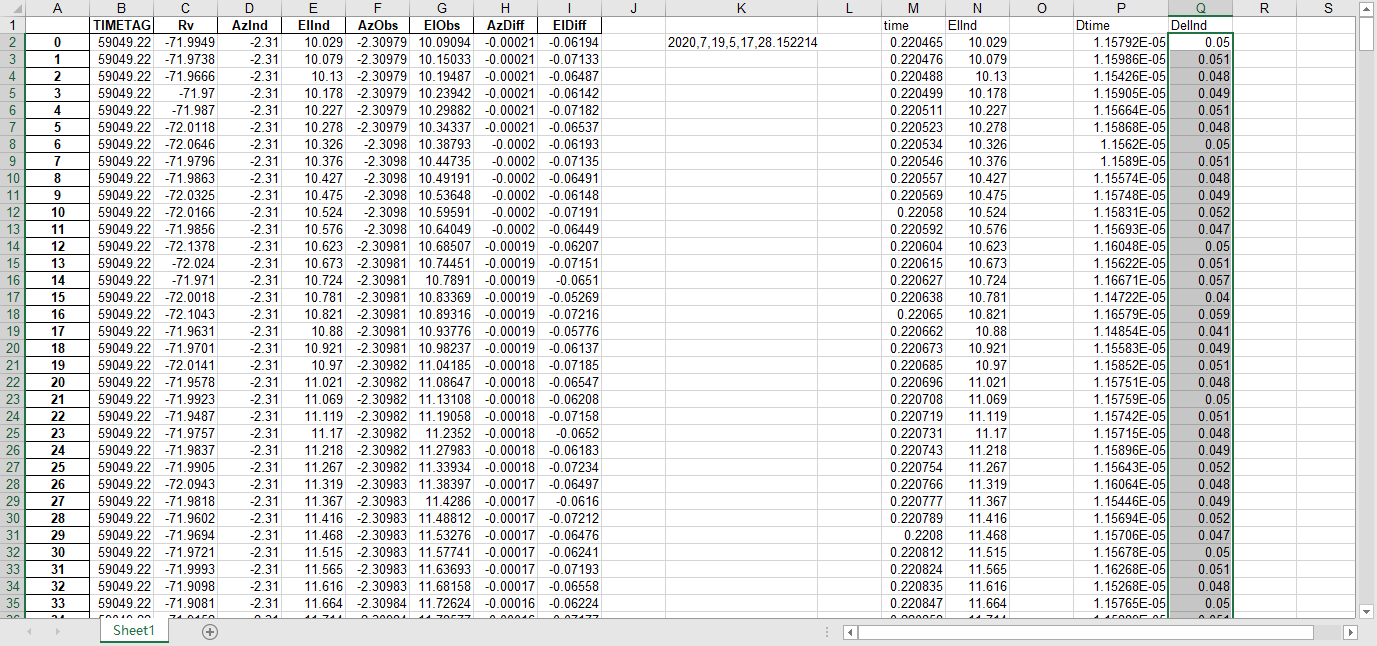 A B C D E F G H I J K L M N O P Q R S
1 TIMETAG Rv AzInd ElInd AzObs ElObs AzDiff ElDiff time ElInd Dtime DelInd
2 0 59049.22 -71.9949 -2.31 10.029 -2.30979 10.09094 -0.00021 -0.06194 2020,7,19,5,17,28.152214 0.220465 10.029 1.15792E-05 0.05
3 1 59049.22 -71.9738 -2.31 10.079 -2.30979 10.15033 -0.00021 -0.07133 0.220476 10.079 1.15986E-05 0.051
4 2 59049.22 -71.9666 -2.31 10.13 -2.30979 10.19487 -0.00021 -0.06487 0.220488 10.13 1.15426E-05 0.048
5 3 59049.22 -71.97 -2.31 10.178 -2.30979 10.23942 -0.00021 -0.06142 0.220499 10.178 1.15905E-05 0.049
6 4 59049.22 -71.987 -2.31 10.227 -2.30979 10.29882 -0.00021 -0.07182 0.220511 10.227 1.15664E-05 0.051
7 5 59049.22 -72.0118 -2.31 10.278 -2.30979 10.34337 -0.00021 -0.06537 0.220523 10.278 1.15868E-05 0.048
8 6 59049.22 -72.0646 -2.31 10.326 -2.3098 10.38793 -0.0002 -0.06193 0.220534 10.326 1.1562E-05 0.05
9 7 59049.22 -71.9796 -2.31 10.376 -2.3098 10.44735 -0.0002 -0.07135 0.220546 10.376 1.1589E-05 0.051
10 8 59049.22 -71.9863 -2.31 10.427 -2.3098 10.49191 -0.0002 -0.06491 0.220557 10.427 1.15574E-05 0.048
11 9 59049.22 -72.0325 -2.31 10.475 -2.3098 10.53648 -0.0002 -0.06148 0.220569 10.475 1.15748E-05 0.049
12 10 59049.22 -72.0166 -2.31 10.524 -2.3098 10.59591 -0.0002 -0.07191 0.22058 10.524 1.15831E-05 0.052
13 11 59049.22 -71.9856 -2.31 10.576 -2.3098 10.64049 -0.0002 -0.06449 0.220592 10.576 1.15693E-05 0.047
14 12 59049.22 -72.1378 -2.31 10.623 -2.30981 10.68507 -0.00019 -0.06207 0.220604 10.623 1.16048E-05 0.05
15 13 59049.22 -72.024 -2.31 10.673 -2.30981 10.74451 -0.00019 -0.07151 0.220615 10.673 1.15622E-05 0.051
16 14 59049.22 -71.971 -2.31 10.724 -2.30981 10.7891 -0.00019 -0.0651 0.220627 10.724 1.16671E-05 0.057
17 15 59049.22 -72.0018 -2.31 10.781 -2.30981 10.83369 -0.00019 -0.05269 0.220638 10.781 1.14722E-05 0.04
18 16 59049.22 -72.1043 -2.31 10.821 -2.30981 10.89316 -0.00019 -0.07216 0.22065 10.821 1.16579E-05 0.059
19 17 59049.22 -71.9631 -2.31 10.88 -2.30981 10.93776 -0.00019 -0.05776 0.220662 10.88 1.14854E-05 0.041
20 18 59049.22 -71.9701 -2.31 10.921 -2.30981 10.98237 -0.00019 -0.06137 0.220673 10.921 1.15583E-05 0.049
21 19 59049.22 -72.0141 -2.31 10.97 -2.30982 11.04185 -0.00018 -0.07185 0.220685 10.97 1.15852E-05 0.051
22 20 59049.22 -71.9578 -2.31 11.021 -2.30982 11.08647 -0.00018 -0.06547 0.220696 11.021 1.15751E-05 0.048
23 21 59049.22 -71.9923 -2.31 11.069 -2.30982 11.13108 -0.00018 -0.06208 0.220708 11.069 1.15759E-05 0.05
24 22 59049.22 -71.9487 -2.31 11.119 -2.30982 11.19058 -0.00018 -0.07158 0.220719 11.119 1.15742E-05 0.051
25 23 59049.22 -71.9757 -2.31 11.17 -2.30982 11.2352 -0.00018 -0.0652 0.220731 11.17 1.15715E-05 0.048
26 24 59049.22 -71.9837 -2.31 11.218 -2.30982 11.27983 -0.00018 -0.06183 0.220743 11.218 1.15896E-05 0.049
27 25 59049.22 -71.9905 -2.31 11.267 -2.30982 11.33934 -0.00018 -0.07234 0.220754 11.267 1.15643E-05 0.052
28 26 59049.22 -72.0943 -2.31 11.319 -2.30983 11.38397 -0.00018 -0.06497 0.220766 11.319 1.16064E-05 0.048
29 27 59049.22 -71.9818 -2.31 11.367 -2.30983 11.4286 -0.00017 -0.0616 0.220777 11.367 1.15446E-05 0.049
30 28 59049.22 -71.9602 -2.31 11.416 -2.30983 11.48812 -0.00017 -0.07212 0.220789 11.416 1.15694E-05 0.052
31 29 59049.22 -71.9694 -2.31 11.468 -2.30983 11.53276 -0.00017 -0.06476 0.2208 11.468 1.15706E-05 0.047
32 30 59049.22 -71.9721 -2.31 11.515 -2.30983 11.57741 -0.00017 -0.06241 0.220812 11.515 1.15678E-05 0.05
33 31 59049.22 -71.9993 -2.31 11.565 -2.30983 11.63693 -0.00017 -0.07193 0.220824 11.565 1.16268E-05 0.051
34 32 59049.22 -71.9098 -2.31 11.616 -2.30983 11.68158 -0.00017 -0.06558 0.220835 11.616 1.15268E-05 0.048
35 33 59049.22 -71.9081 -2.31 11.664 -2.30984 11.72624 -0.00016 -0.06224 0.220847 11.664 1.15765E-05 0.05
Sheet1